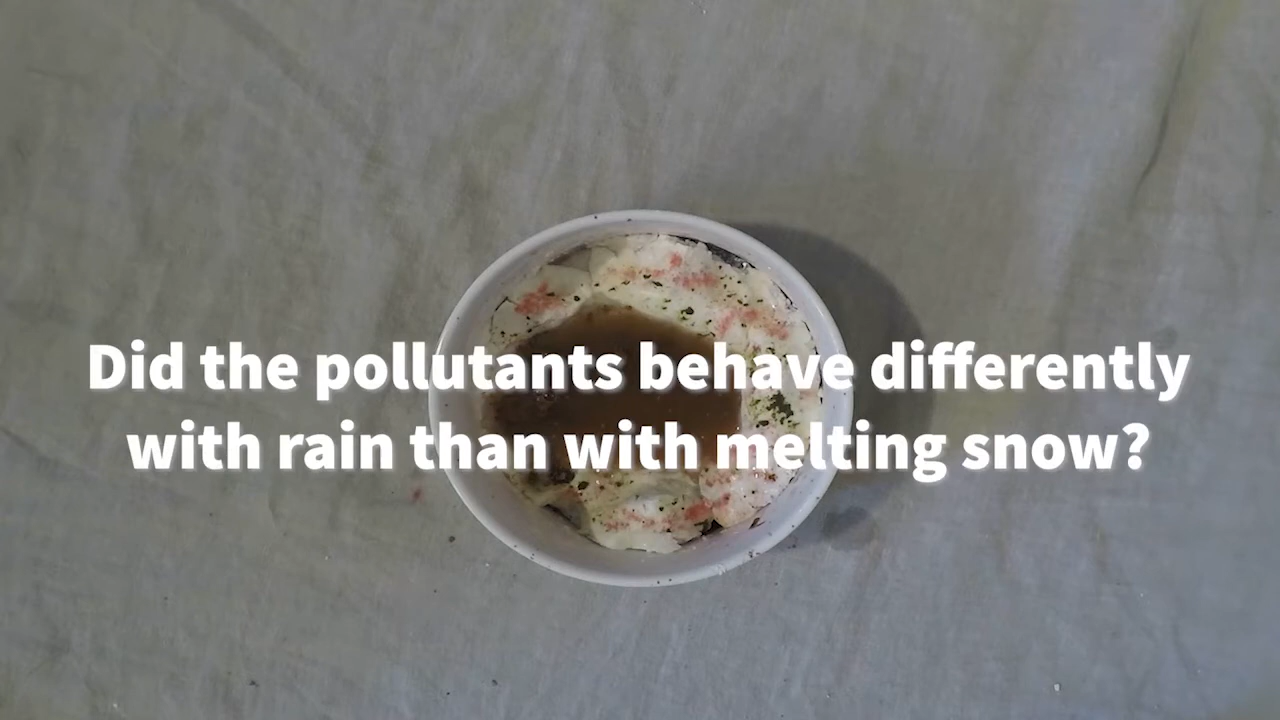 Did the pollutants behave differently
with rain than with melting snow?